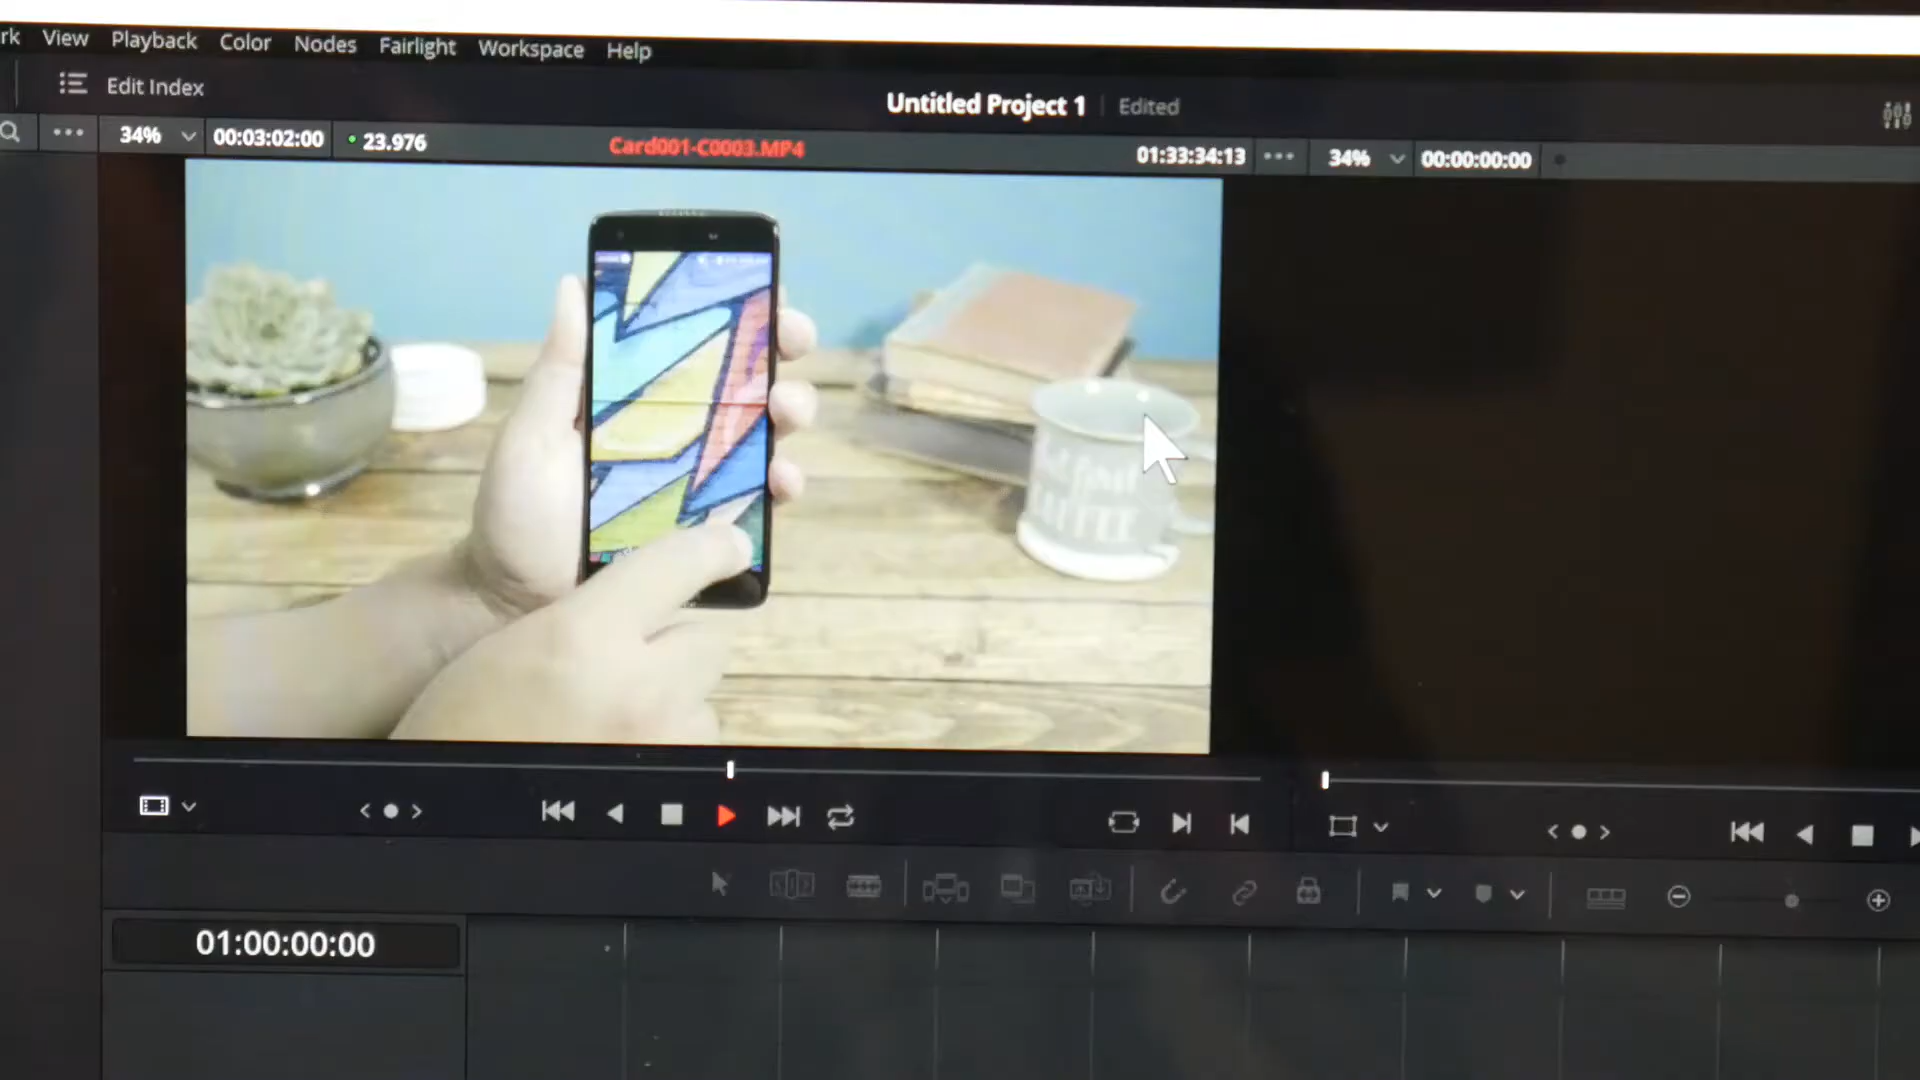 rk View Playback Color Nodes Fairlight Workspace Help
Edit Index
Untitled Project 1 Edited
34% 00:03:02:00 23.976 Card001-C0003.MP4 01:33:34:13 34% 00:00:00:00
COFFEE
01:00:00:00